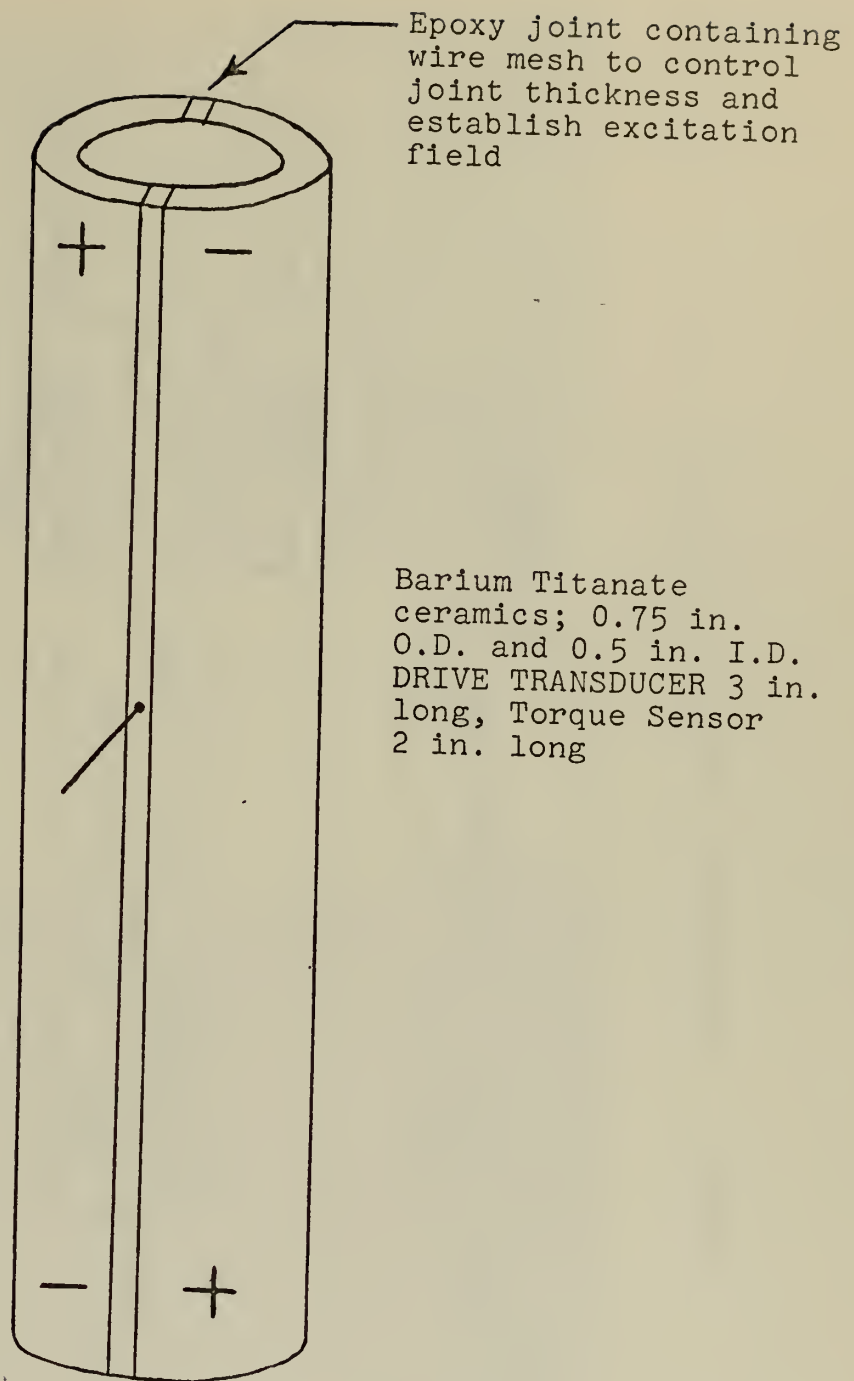 Epoxy joint containing
wire mesh to control
joint thickness and
establish excitation
field
+ −
Barium Titanate
ceramics; 0.75 in.
O.D. and 0.5 in. I.D.
DRIVE TRANSDUCER 3 in.
long, Torque Sensor
2 in. long
− +